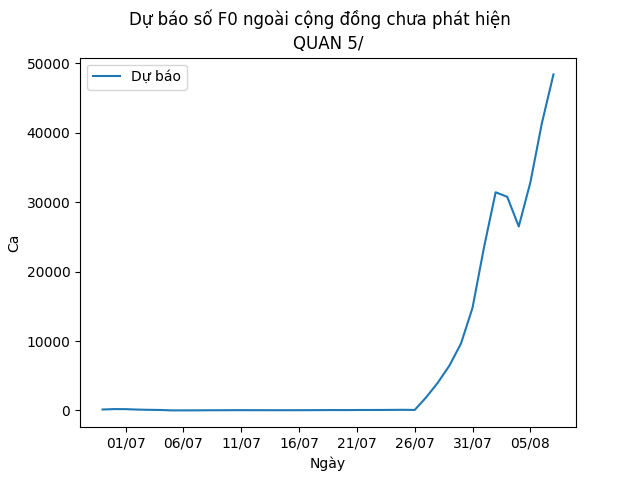 Dự báo số F0 ngoài cộng đồng chưa phát hiện
QUAN 5/
Dự báo
50000
40000
30000
20000
10000
0
Ca
01/07 06/07 11/07 16/07 21/07 26/07 31/07 05/08
Ngày